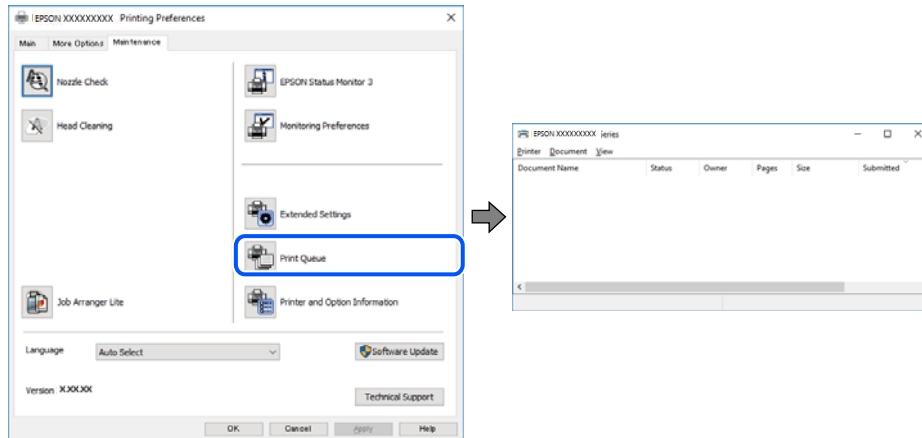 EPSON XXXXXXXXX Printing Preferences
Main More Options Maintenance
Nozzle Check
Head Cleaning
Job Arranger Lite
EPSON Status Monitor 3
Monitoring Preferences
Extended Settings
Print Queue
Printer and Option Information
Language Auto Select Software Update
Version X.XX.XX
Technical Support
OK Cancel Apply Help
EPSON XXXXXXXXX eries
Printer Document View
Document Name Status Owner Pages Size Submitted